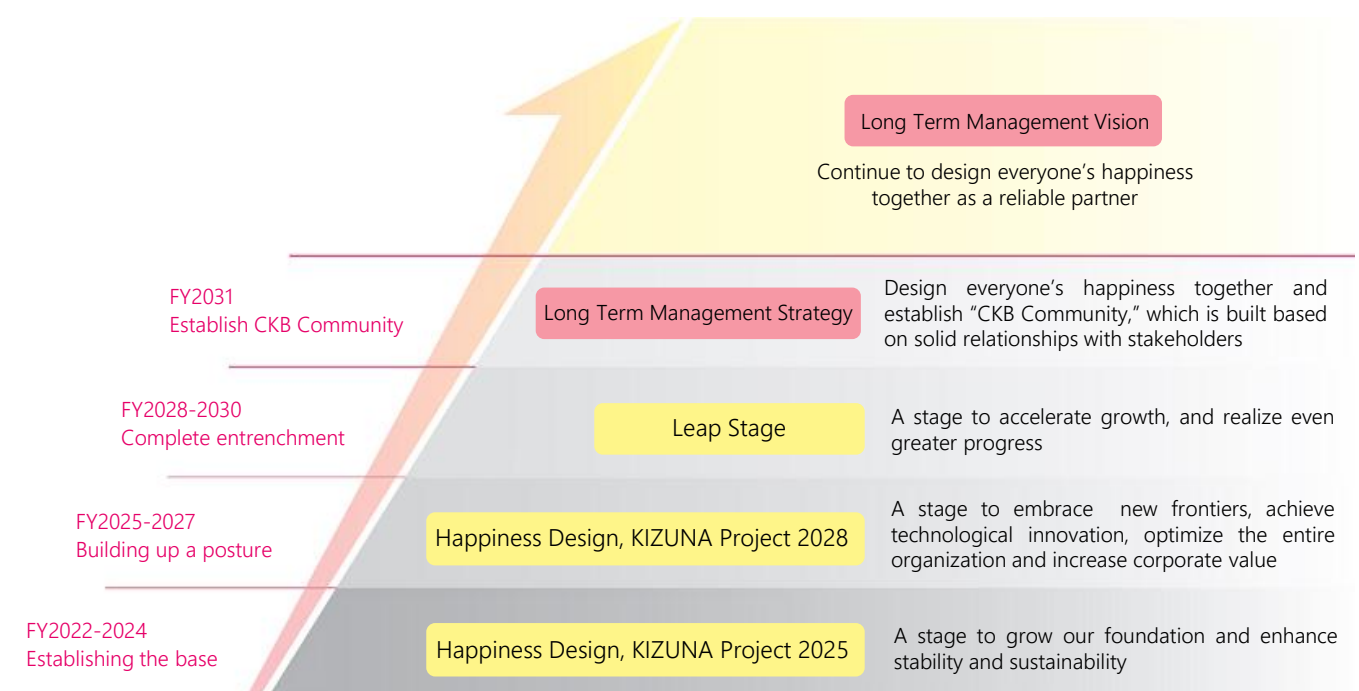 Long Term Management Vision
Continue to design everyone’s happiness
together as a reliable partner
FY2031
Establish CKB Community
Long Term Management Strategy
Design everyone’s happiness together and
establish “CKB Community,” which is built based
on solid relationships with stakeholders
FY2028-2030
Complete entrenchment
Leap Stage
A stage to accelerate growth, and realize even
greater progress
FY2025-2027
Building up a posture
Happiness Design, KIZUNA Project 2028
A stage to embrace new frontiers, achieve
technological innovation, optimize the entire
organization and increase corporate value
FY2022-2024
Establishing the base
Happiness Design, KIZUNA Project 2025
A stage to grow our foundation and enhance
stability and sustainability